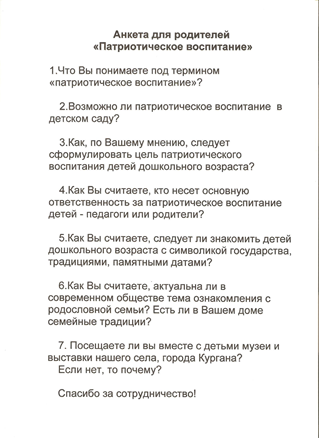 Анкета для родителей
«Патриотическое воспитание»
1.Что Вы понимаете под термином
«патриотическое воспитание»?
2.Возможно ли патриотическое воспитание в
детском саду?
3.Как, по Вашему мнению, следует
сформулировать цель патриотического
воспитания детей дошкольного возраста?
4.Как Вы считаете, кто несет основную
ответственность за патриотическое воспитание
детей - педагоги или родители?
5.Как Вы считаете, следует ли знакомить детей
дошкольного возраста с символикой государства,
традициями, памятными датами?
6.Как Вы считаете, актуальна ли в
современном обществе тема ознакомления с
родословной семьи? Есть ли в Вашем доме
семейные традиции?
7. Посещаете ли вы вместе с детьми музеи и
выставки нашего села, города Кургана?
Если нет, то почему?
Спасибо за сотрудничество!